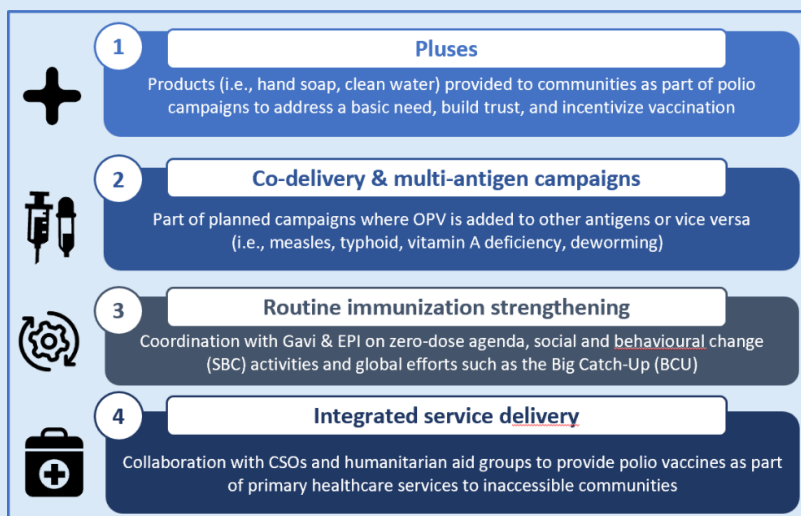 1
Pluses
Products (i.e., hand soap, clean water) provided to communities as part of polio
campaigns to address a basic need, build trust, and incentivize vaccination
2
Co-delivery & multi-antigen campaigns
Part of planned campaigns where OPV is added to other antigens or vice versa
(i.e., measles, typhoid, vitamin A deficiency, deworming)
3
Routine immunization strengthening
Coordination with Gavi & EPI on zero-dose agenda, social and behavioural change
(SBC) activities and global efforts such as the Big Catch-Up (BCU)
4
Integrated service delivery
Collaboration with CSOs and humanitarian aid groups to provide polio vaccines as part
of primary healthcare services to inaccessible communities